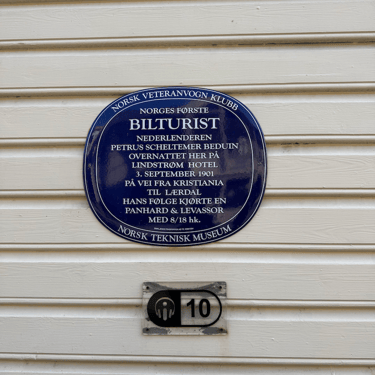 NORSK VETERANVOGN KLUBB
NORGES FØRSTE
BILTURIST
NEDERLENDEREN
PETRUS SCHELTEMER BEDUIN
OVERNATTET HER PÅ
LINDSTRØM HOTEL
3. SEPTEMBER 1901
PÅ VEI FRA KRISTIANIA
TIL LÆRDAL
HANS FØLGE KJØRTE EN
PANHARD & LEVASSOR
MED 8/18 hk.
NORSK TEKNISK MUSEUM
10